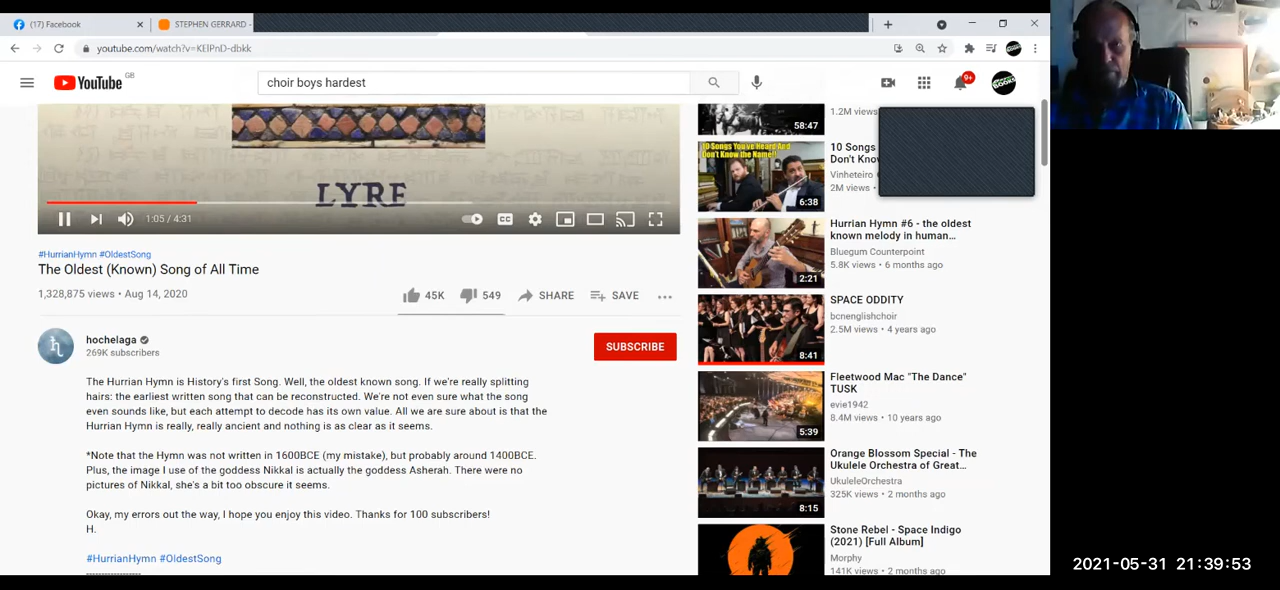 (17) Facebook
STEPHEN GERRARD -
youtube.com/watch?v=KElPnD-dbkk
YouTube GB
choir boys hardest
9+
LYRE
1:05 / 4:31
CC
#HurrianHymn #OldestSong
The Oldest (Known) Song of All Time
1,328,875 views • Aug 14, 2020
45K
549
SHARE
SAVE
hochelaga
269K subscribers
SUBSCRIBE
The Hurrian Hymn is History's first Song. Well, the oldest known song. If we're really splitting
hairs: the earliest written song that can be reconstructed. We're not even sure what the song
even sounds like, but each attempt to decode has its own value. All we are sure about is that the
Hurrian Hymn is really, really ancient and nothing is as clear as it seems.
*Note that the Hymn was not written in 1600BCE (my mistake), but probably around 1400BCE.
Plus, the image I use of the goddess Nikkal is actually the goddess Asherah. There were no
pictures of Nikkal, she's a bit too obscure it seems.
Okay, my errors out the way, I hope you enjoy this video. Thanks for 100 subscribers!
H.
#HurrianHymn #OldestSong
--------------------
58:47
1.2M views
10 Songs You've Heard And
Don't Know the Name!!
6:38
10 Songs
Don't Kno
Vinheteiro
2M views •
2:21
Hurrian Hymn #6 - the oldest
known melody in human...
Bluegum Counterpoint
5.8K views • 6 months ago
8:41
SPACE ODDITY
bcnenglishchoir
2.5M views • 4 years ago
5:39
Fleetwood Mac "The Dance"
TUSK
evie1942
8.4M views • 10 years ago
8:15
Orange Blossom Special - The
Ukulele Orchestra of Great...
UkuleleOrchestra
325K views • 2 months ago
Stone Rebel - Space Indigo
(2021) [Full Album]
Morphy
141K views • 2 months ago
2021-05-31 21:39:53